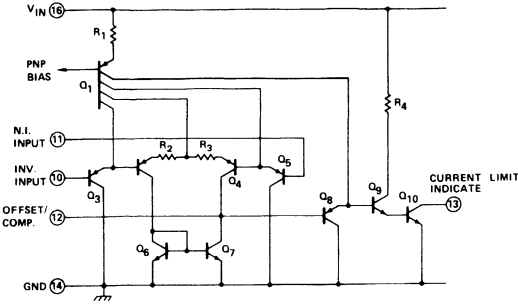 VIN 16
R1
PNP
BIAS
Q1
R4
N.I.
INPUT 11
R2
R3
Q5
INV.
INPUT 10
Q3
Q4
CURRENT LIMIT
INDICATE
13
Q8
Q9
Q10
OFFSET/
COMP. 12
Q6
Q7
GND 14